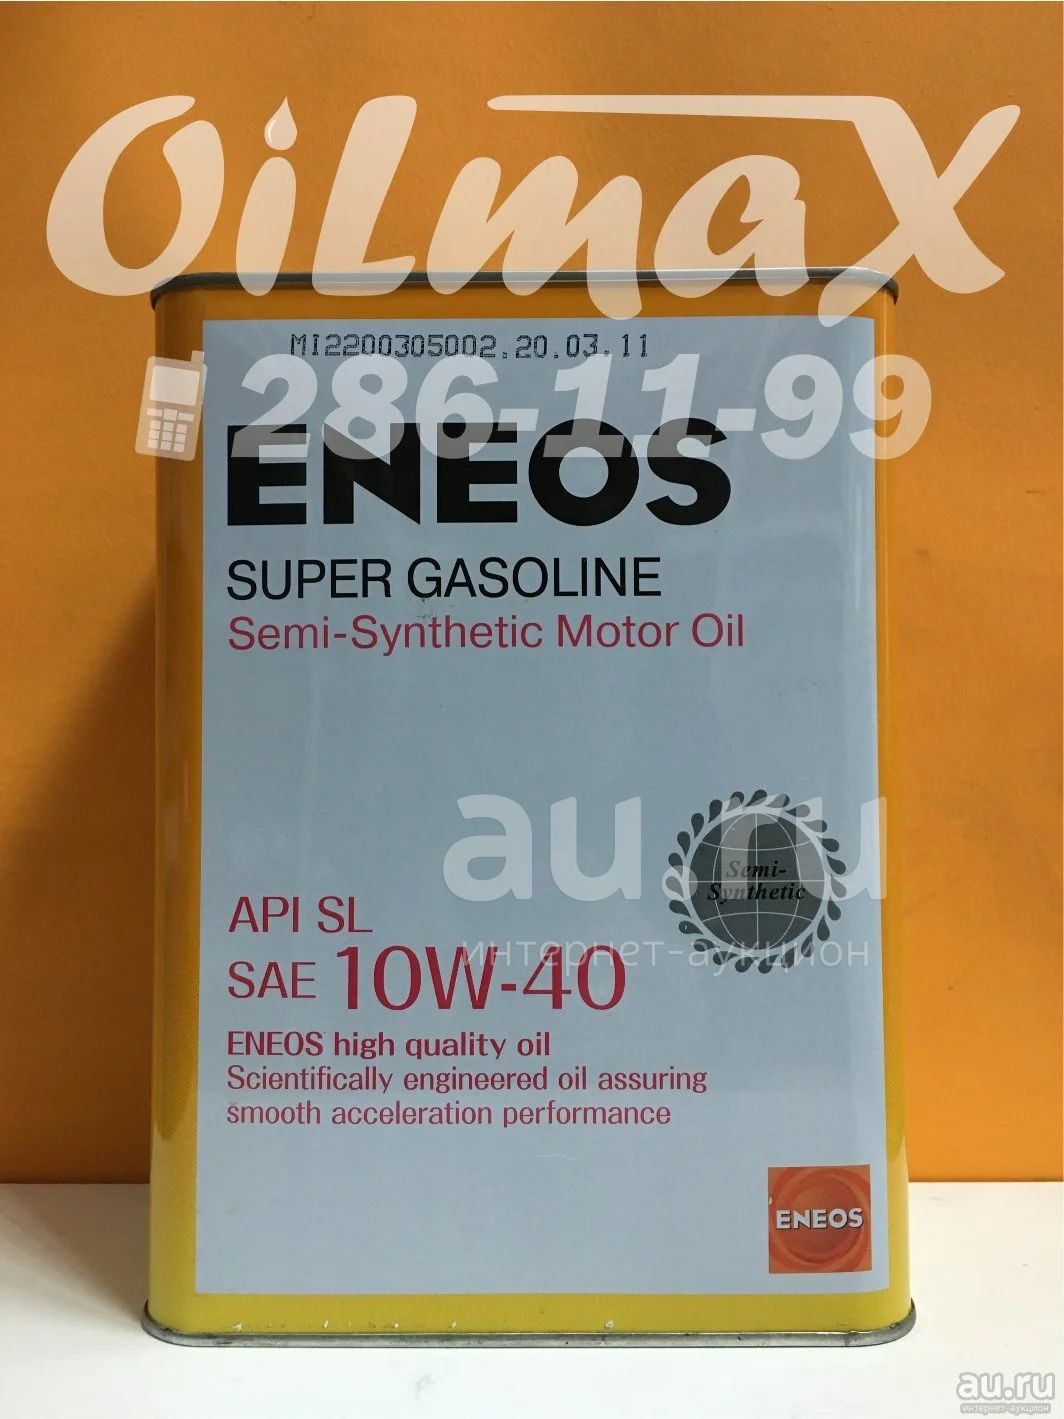 OilmaX
MI2200305002.20.03.11
286-11-99
ENEOS
SUPER GASOLINE
Semi-Synthetic Motor Oil
au.ru
интернет-аукцион
Semi-
Synthetic
API SL
SAE 10W-40
ENEOS high quality oil
Scientifically engineered oil assuring
smooth acceleration performance
ENEOS
au.ru
интернет-аукцион